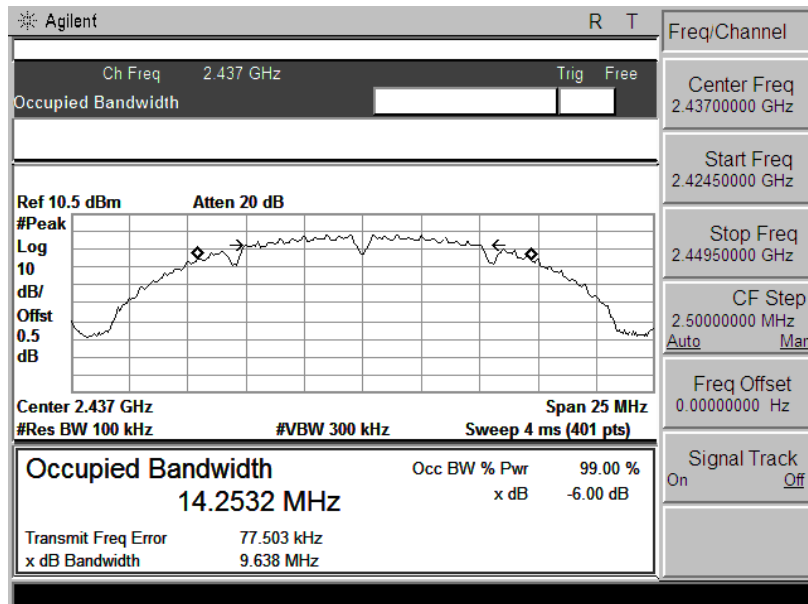 Agilent R T
Ch Freq 2.437 GHz Trig Free
Occupied Bandwidth
Ref 10.5 dBm Atten 20 dB
#Peak
Log
10
dB/
Offst
0.5
dB
Center 2.437 GHz Span 25 MHz
#Res BW 100 kHz #VBW 300 kHz Sweep 4 ms (401 pts)
Occupied Bandwidth Occ BW % Pwr 99.00 %
14.2532 MHz x dB -6.00 dB
Transmit Freq Error 77.503 kHz
x dB Bandwidth 9.638 MHz
Freq/Channel
Center Freq
2.43700000 GHz
Start Freq
2.42450000 GHz
Stop Freq
2.44950000 GHz
CF Step
2.50000000 MHz
Auto Man
Freq Offset
0.00000000 Hz
Signal Track
On Off